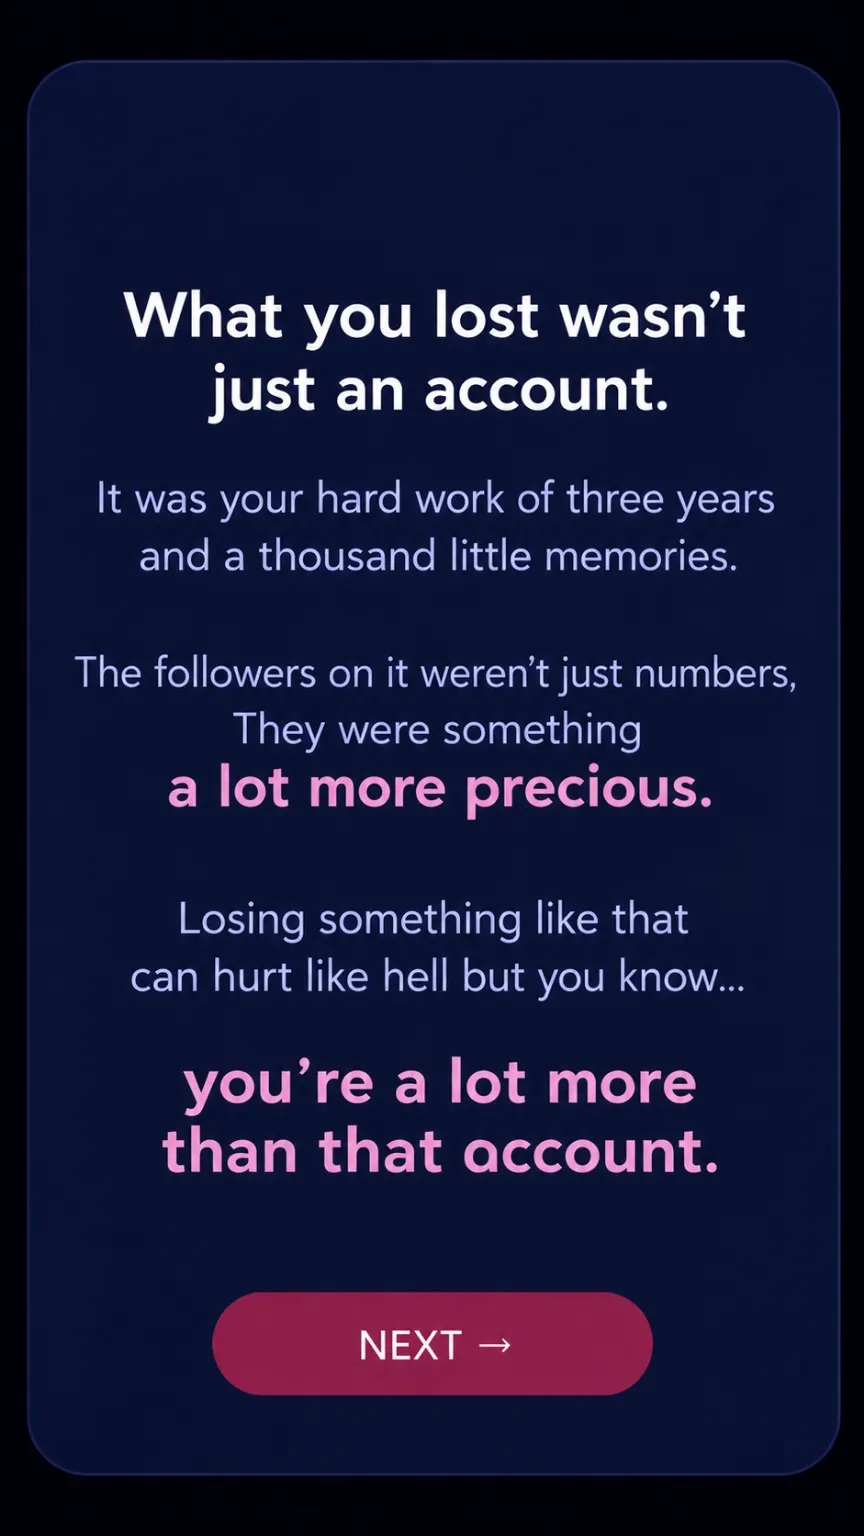 What you lost wasn’t
just an account.
It was your hard work of three years
and a thousand little memories.
The followers on it weren’t just numbers,
They were something
a lot more precious.
Losing something like that
can hurt like hell but you know...
you’re a lot more
than that account.
NEXT →